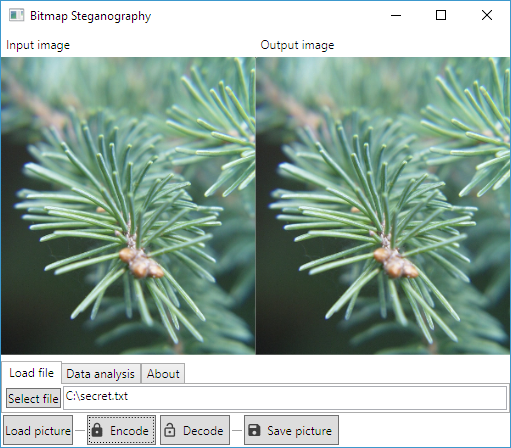 Bitmap Steganography
Input image Output image
Load file Data analysis About
Select file C:\secret.txt
Load picture Encode Decode Save picture